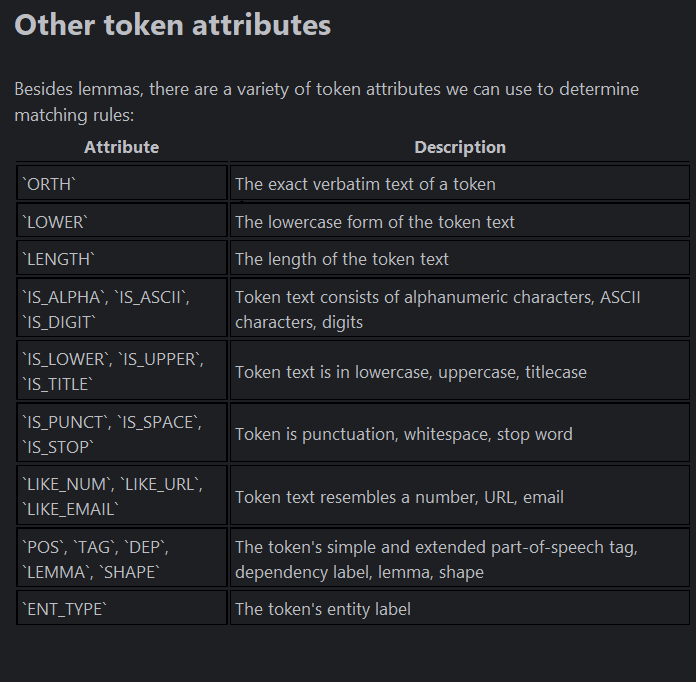 Other token attributes
Besides lemmas, there are a variety of token attributes we can use to determine
matching rules:
Attribute Description
`ORTH` The exact verbatim text of a token
`LOWER` The lowercase form of the token text
`LENGTH` The length of the token text
`IS_ALPHA`, `IS_ASCII`,
`IS_DIGIT`
Token text consists of alphanumeric characters, ASCII
characters, digits
`IS_LOWER`, `IS_UPPER`,
`IS_TITLE`
Token text is in lowercase, uppercase, titlecase
`IS_PUNCT`, `IS_SPACE`,
`IS_STOP`
Token is punctuation, whitespace, stop word
`LIKE_NUM`, `LIKE_URL`,
`LIKE_EMAIL`
Token text resembles a number, URL, email
`POS`, `TAG`, `DEP`,
`LEMMA`, `SHAPE`
The token's simple and extended part-of-speech tag,
dependency label, lemma, shape
`ENT_TYPE` The token's entity label